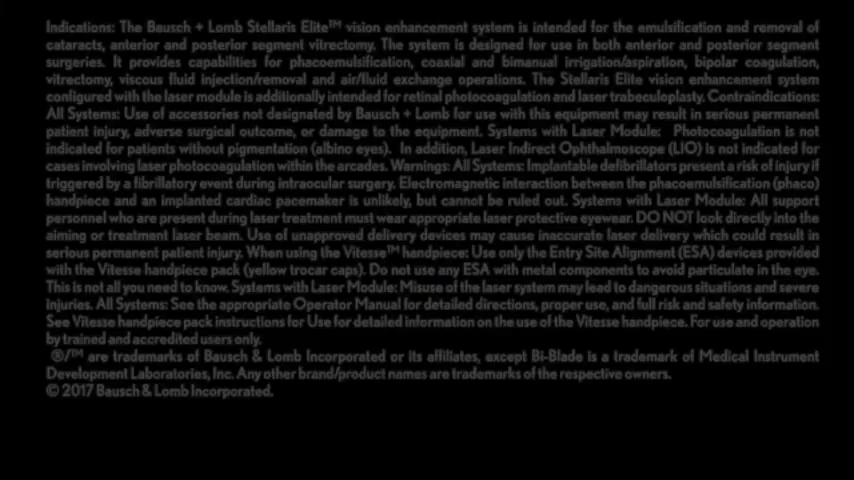 Indications: The Bausch + Lomb Stellaris Elite™ vision enhancement system is intended for the emulsification and removal of
cataracts, anterior and posterior segment vitrectomy. The system is designed for use in both anterior and posterior segment
surgeries. It provides capabilities for phacoemulsification, coaxial and bimanual irrigation/aspiration, bipolar coagulation,
vitrectomy, viscous fluid injection/removal and air/fluid exchange operations. The Stellaris Elite vision enhancement system
configured with the laser module is additionally intended for retinal photocoagulation and laser trabeculoplasty. Contraindications:
All Systems: Use of accessories not designated by Bausch + Lomb for use with this equipment may result in serious permanent
patient injury, adverse surgical outcome, or damage to the equipment. Systems with Laser Module: Photocoagulation is not
indicated for patients without pigmentation (albino eyes). In addition, Laser Indirect Ophthalmoscope (LIO) is not indicated for
cases involving laser photocoagulation within the arcades. Warnings: All Systems: Implantable defibrillators present a risk of injury if
triggered by a fibrillatory event during intraocular surgery. Electromagnetic interaction between the phacoemulsification (phaco)
handpiece and an implanted cardiac pacemaker is unlikely, but cannot be ruled out. Systems with Laser Module: All support
personnel who are present during laser treatment must wear appropriate laser protective eyewear. DO NOT look directly into the
aiming or treatment laser beam. Use of unapproved delivery devices may cause inaccurate laser delivery which could result in
serious permanent patient injury. When using the Vitesse™ handpiece: Use only the Entry Site Alignment (ESA) devices provided
with the Vitesse handpiece pack (yellow trocar caps). Do not use any ESA with metal components to avoid particulate in the eye.
This is not all you need to know. Systems with Laser Module: Misuse of the laser system may lead to dangerous situations and severe
injuries. All Systems: See the appropriate Operator Manual for detailed directions, proper use, and full risk and safety information.
See Vitesse handpiece pack instructions for Use for detailed information on the use of the Vitesse handpiece. For use and operation
by trained and accredited users only.
®/™ are trademarks of Bausch & Lomb Incorporated or its affiliates, except Bi-Blade is a trademark of Medical Instrument
Development Laboratories, Inc. Any other brand/product names are trademarks of the respective owners.
© 2017 Bausch & Lomb Incorporated.